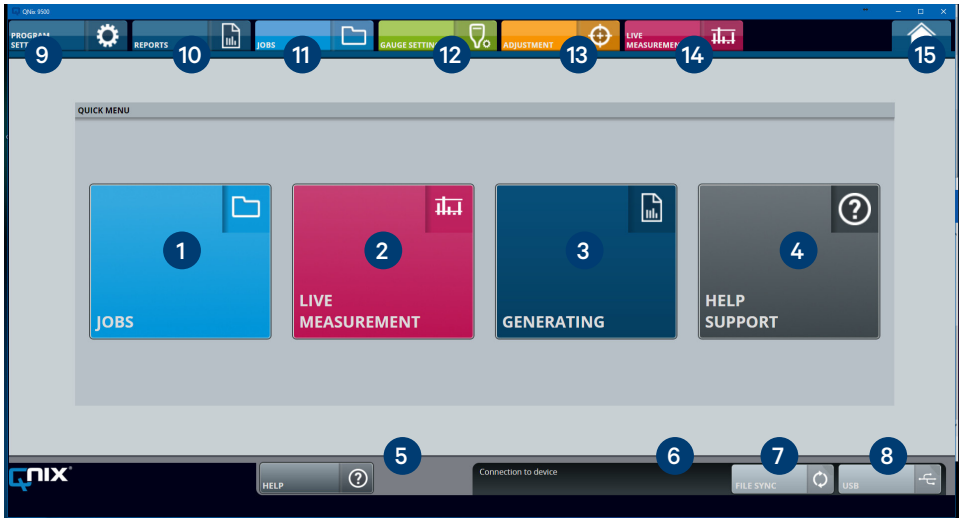 QNix 9500
PROGRAM
9
REPORTS
10
JOBS
11
GAUGE SETTIN
12
ADJUSTMENT
13
LIVE
MEASUREMEN
14
15
QUICK MENU
1
JOBS
2
LIVE
MEASUREMENT
3
GENERATING
4
HELP
SUPPORT
QNIX®
HELP
5
Connection to device
6
FILE SYNC
7
USB
8